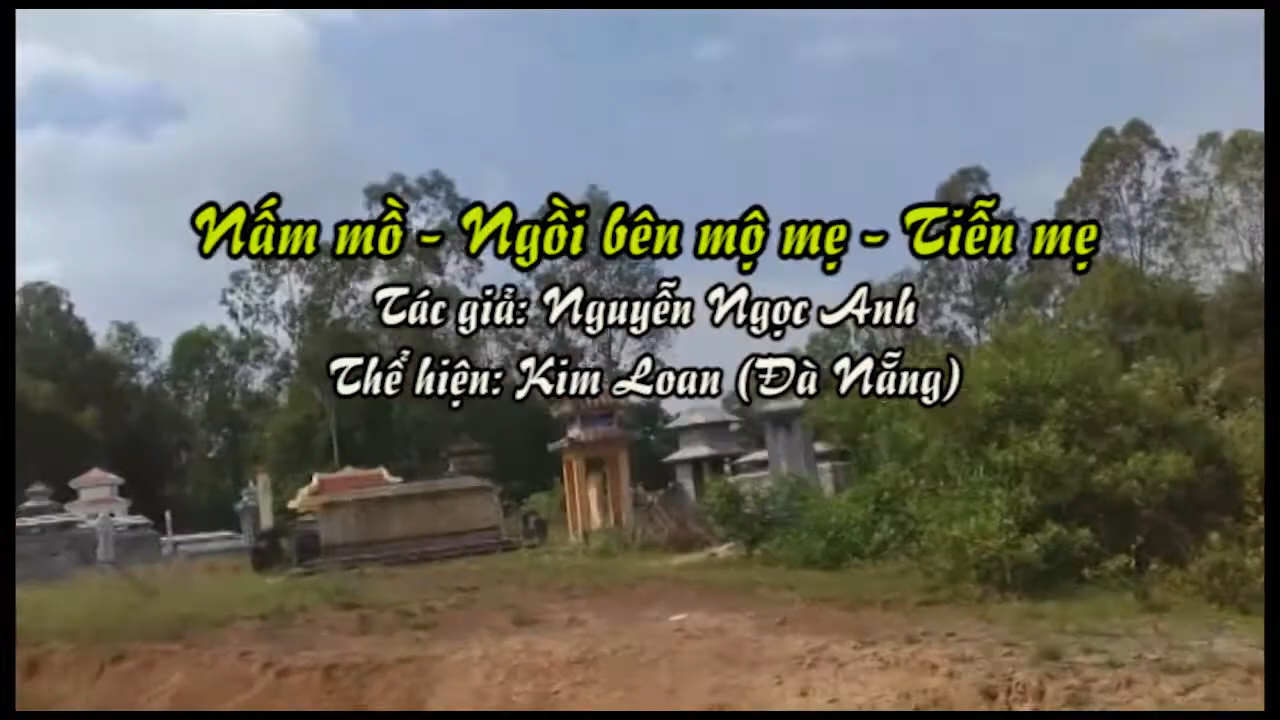 Nấm mồ - Ngồi bên mộ mẹ - Tiễn mẹ
Tác giả: Nguyễn Ngọc Anh
Thể hiện: Kim Loan (Đà Nẵng)